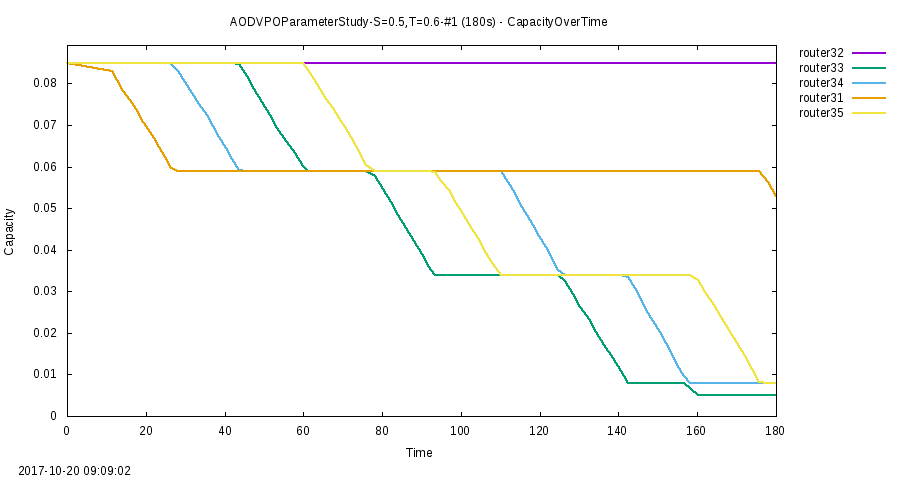 AODVPOParameterStudy-S=0.5,T=0.6-#1 (180s) - CapacityOverTime
router32
router33
router34
router31
router35
0.08
0.07
0.06
0.05
0.04
0.03
0.02
0.01
0
Capacity
0 20 40 60 80 100 120 140 160 180
Time
2017-10-20 09:09:02